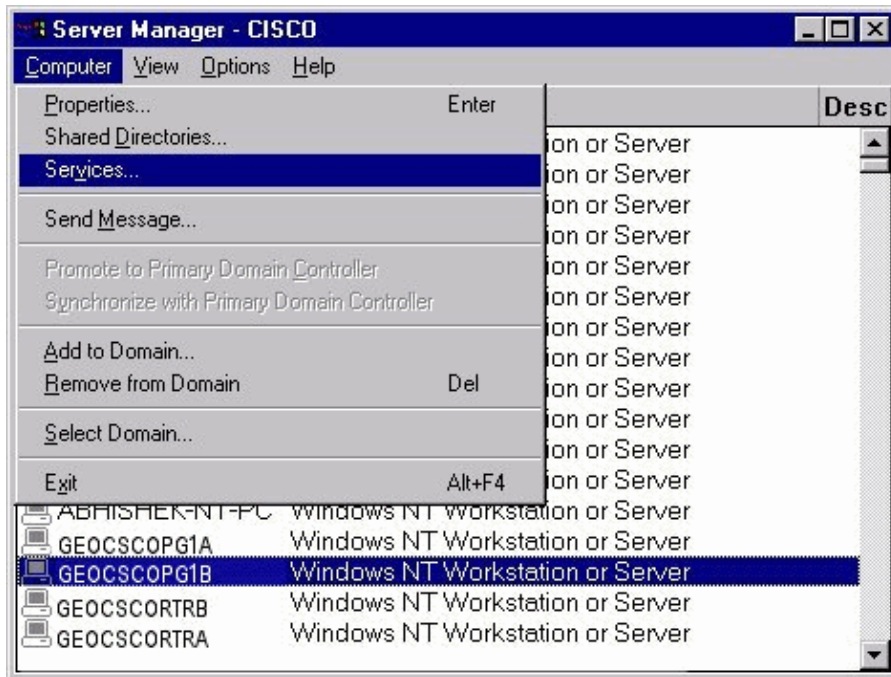 Server Manager - CISCO
Computer View Options Help
Properties... Enter
Shared Directories...
Services...
Send Message...
Promote to Primary Domain Controller
Synchronize with Primary Domain Controller
Add to Domain...
Remove from Domain Del
Select Domain...
Exit Alt+F4
Desc
ion or Server
ion or Server
ion or Server
ion or Server
ion or Server
ion or Server
ion or Server
ion or Server
ion or Server
ion or Server
ion or Server
ion or Server
ABHISHEK-NT-PC Windows NT Workstation or Server
GEOCSCOPG1A Windows NT Workstation or Server
GEOCSCOPG1B Windows NT Workstation or Server
GEOCSCORTRB Windows NT Workstation or Server
GEOCSCORTRA Windows NT Workstation or Server